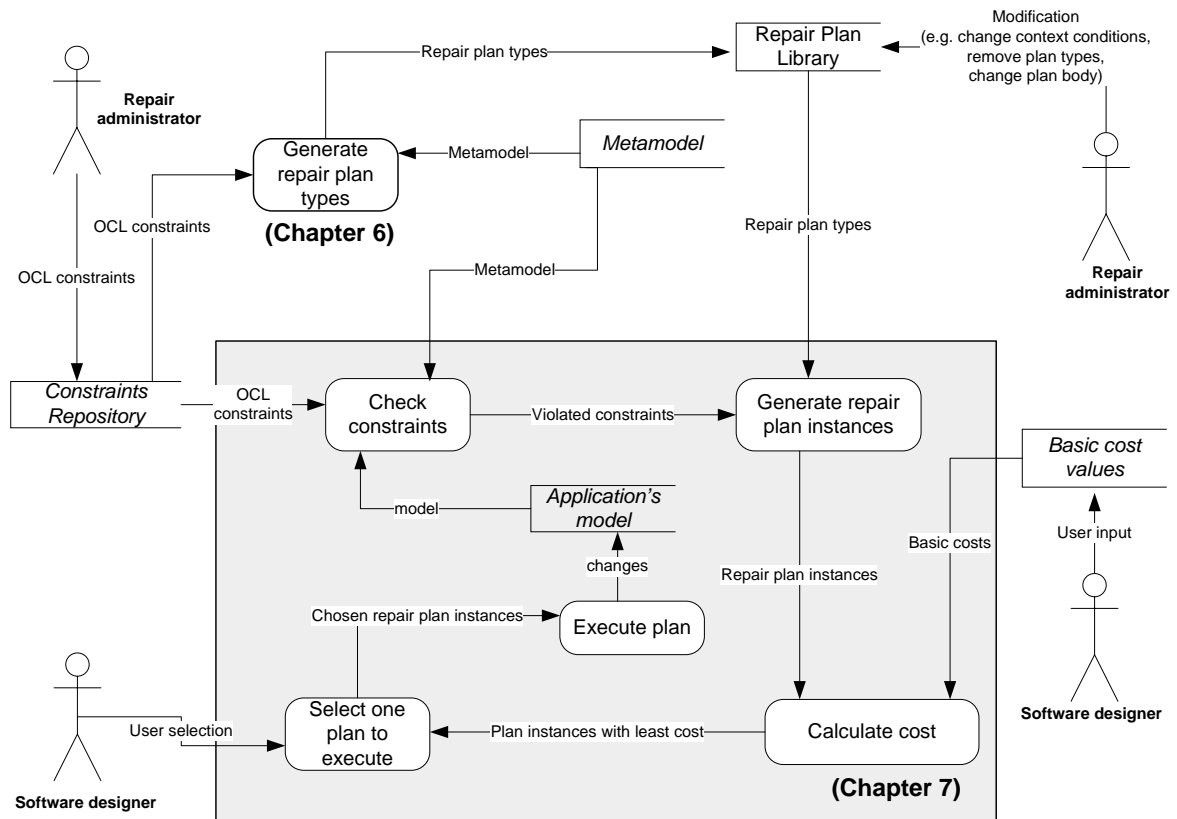 Modification
(e.g. change context conditions,
remove plan types,
change plan body)
Repair plan types
Repair Plan
Library
Repair
administrator
Generate
repair plan
types
Metamodel
Metamodel
(Chapter 6)
OCL constraints
Repair plan types
OCL constraints
Metamodel
Repair
administrator
Constraints
Repository
OCL
constraints
Check
constraints
Violated constraints
Generate repair
plan instances
Basic cost
values
model
Application's
model
Basic costs
User input
changes
Repair plan instances
Chosen repair plan instances
Execute plan
Select one
plan to
execute
User selection
Plan instances with least cost
Calculate cost
Software designer
(Chapter 7)
Software designer